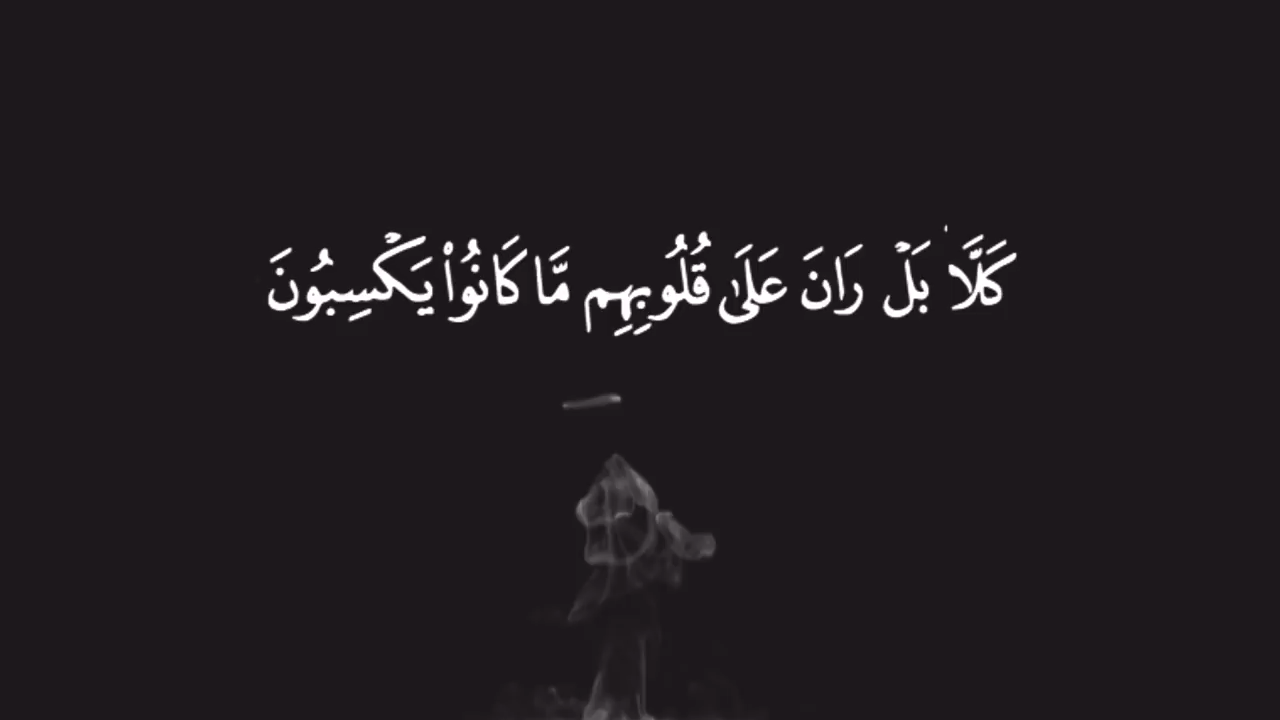 كَلَّا ۖ بَلْ رَانَ عَلَىٰ قُلُوبِهِم مَّا كَانُوا۟ يَكْسِبُونَ